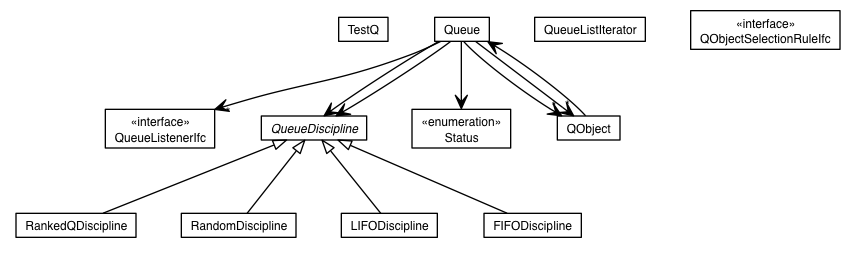 TestQ
Queue
QueueListIterator
«interface»
QObjectSelectionRuleIfc
«interface»
QueueListenerIfc
QueueDiscipline
«enumeration»
Status
QObject
RankedQDiscipline
RandomDiscipline
LIFODiscipline
FIFODiscipline